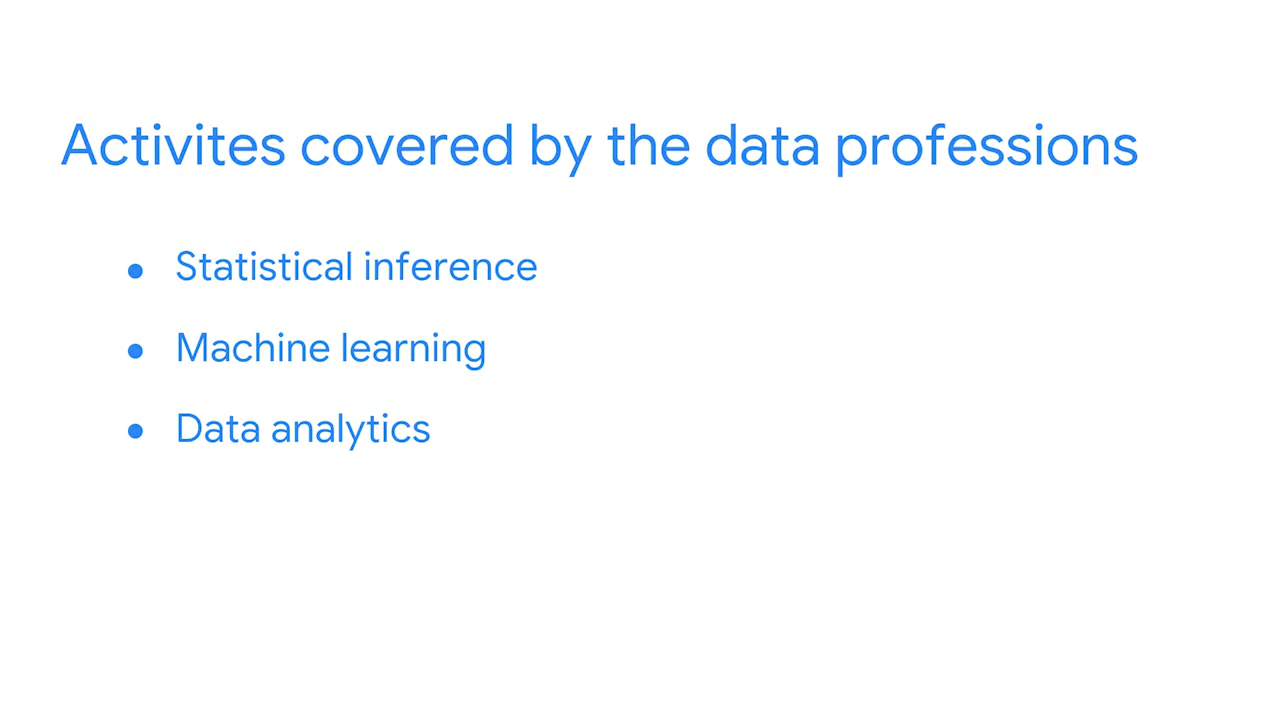 Activites covered by the data professions
● Statistical inference
● Machine learning
● Data analytics